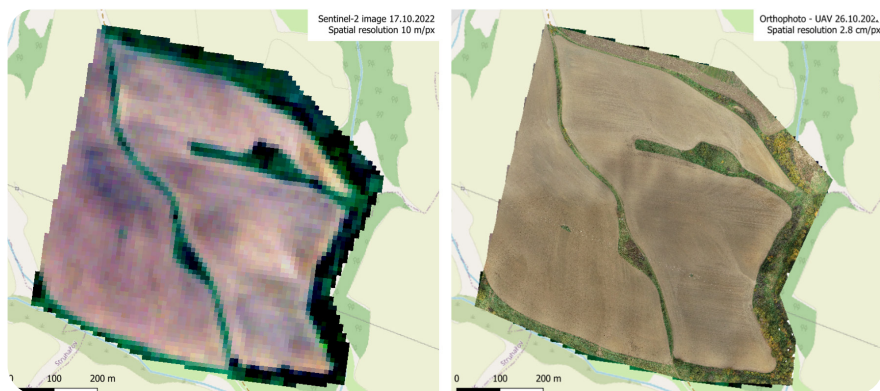 Sentinel-2 image 17.10.2022
Spatial resolution 10 m/px
Orthophoto - UAV 26.10.202
Spatial resolution 2.8 cm/px
0 100 200 m
0 100 200 m